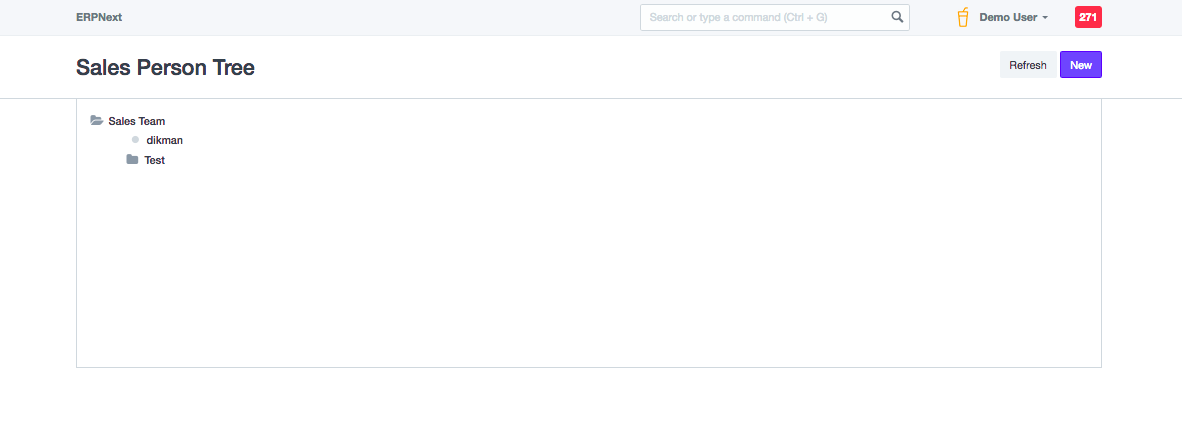 ERPNext
Search or type a command (Ctrl + G)
Demo User
271
Sales Person Tree
Refresh
New
Sales Team
dikman
Test